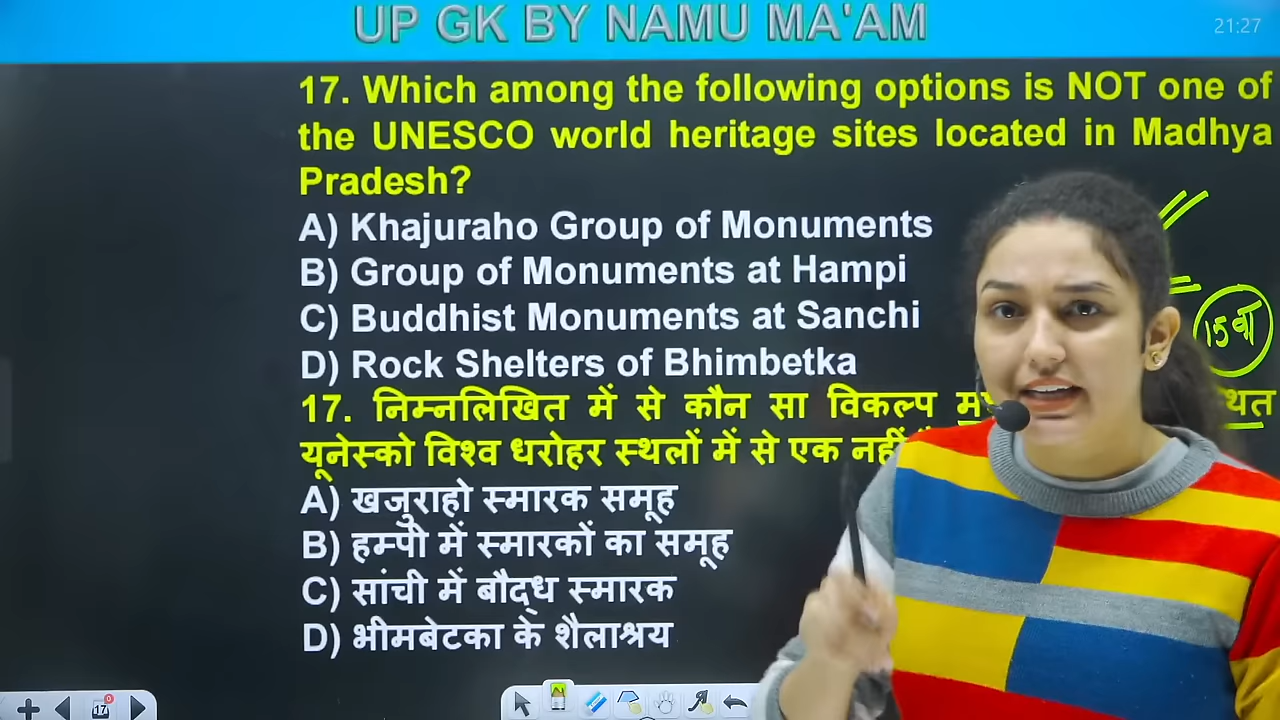 UP GK BY NAMU MA'AM
21:27
17. Which among the following options is NOT one of
the UNESCO world heritage sites located in Madhya
Pradesh?
A) Khajuraho Group of Monuments
B) Group of Monuments at Hampi
C) Buddhist Monuments at Sanchi
15वी
D) Rock Shelters of Bhimbetka
17. निम्नलिखित में से कौन सा विकल्प
यूनेस्को विश्व धरोहर स्थलों में से एक नहीं
A) खजुराहो स्मारक समूह
B) हम्पी में स्मारकों का समूह
C) सांची में बौद्ध स्मारक
D) भीमबेटका के शैलाश्रय
17